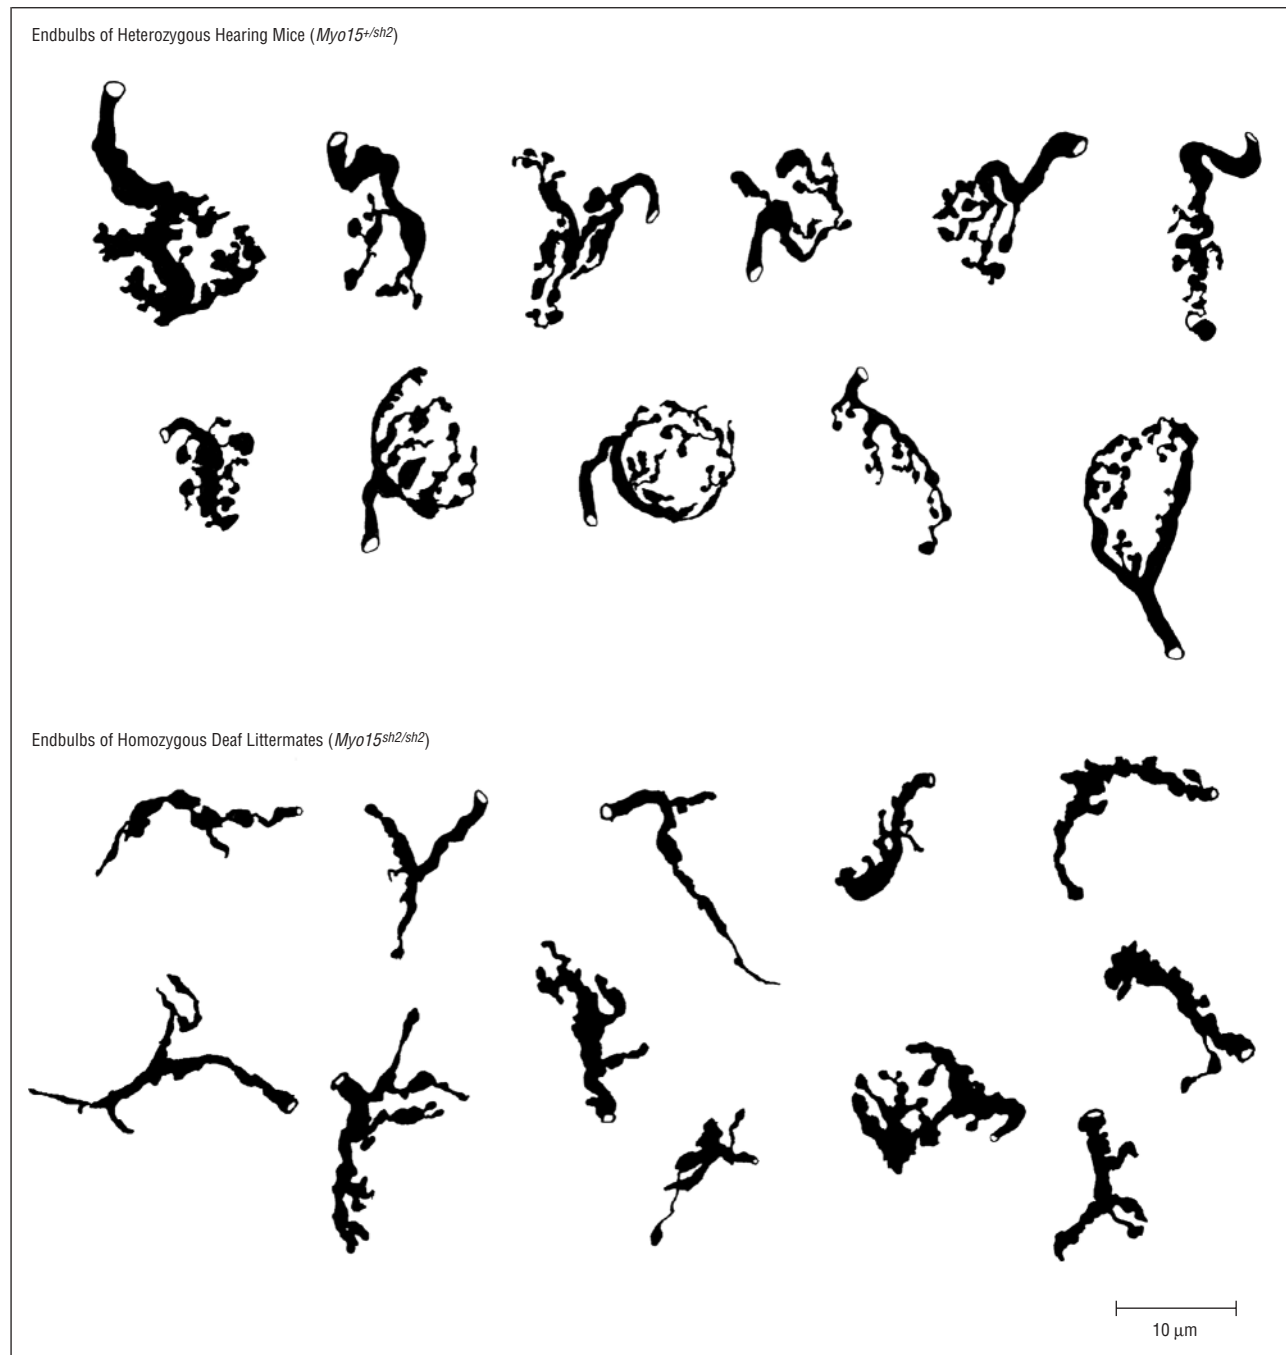 Endbulbs of Heterozygous Hearing Mice (Myo15+/sh2)
Endbulbs of Homozygous Deaf Littermates (Myo15sh2/sh2)
10 μm